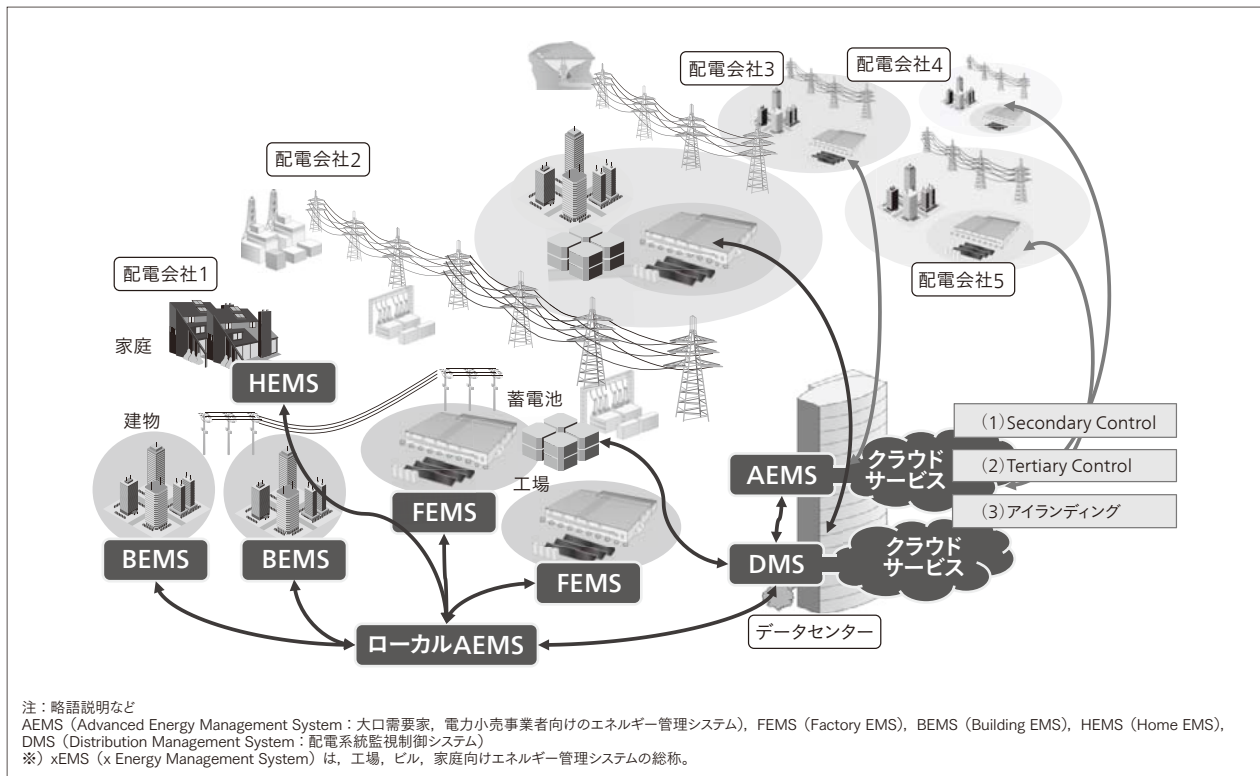 配電会社3
配電会社4
配電会社2
配電会社5
配電会社1
家庭
HEMS
建物
蓄電池
工場
FEMS
FEMS
BEMS
BEMS
ローカルAEMS
AEMS
DMS
クラウド
サービス
クラウド
サービス
(1)Secondary Control
(2)Tertiary Control
(3)アイランディング
データセンター
注：略語説明など
AEMS（Advanced Energy Management System：大口需要家，電力小売事業者向けのエネルギー管理システム），FEMS（Factory EMS），BEMS（Building EMS），HEMS（Home EMS），
DMS（Distribution Management System：配電系統監視制御システム）
※）xEMS（x Energy Management System）は，工場，ビル，家庭向けエネルギー管理システムの総称。